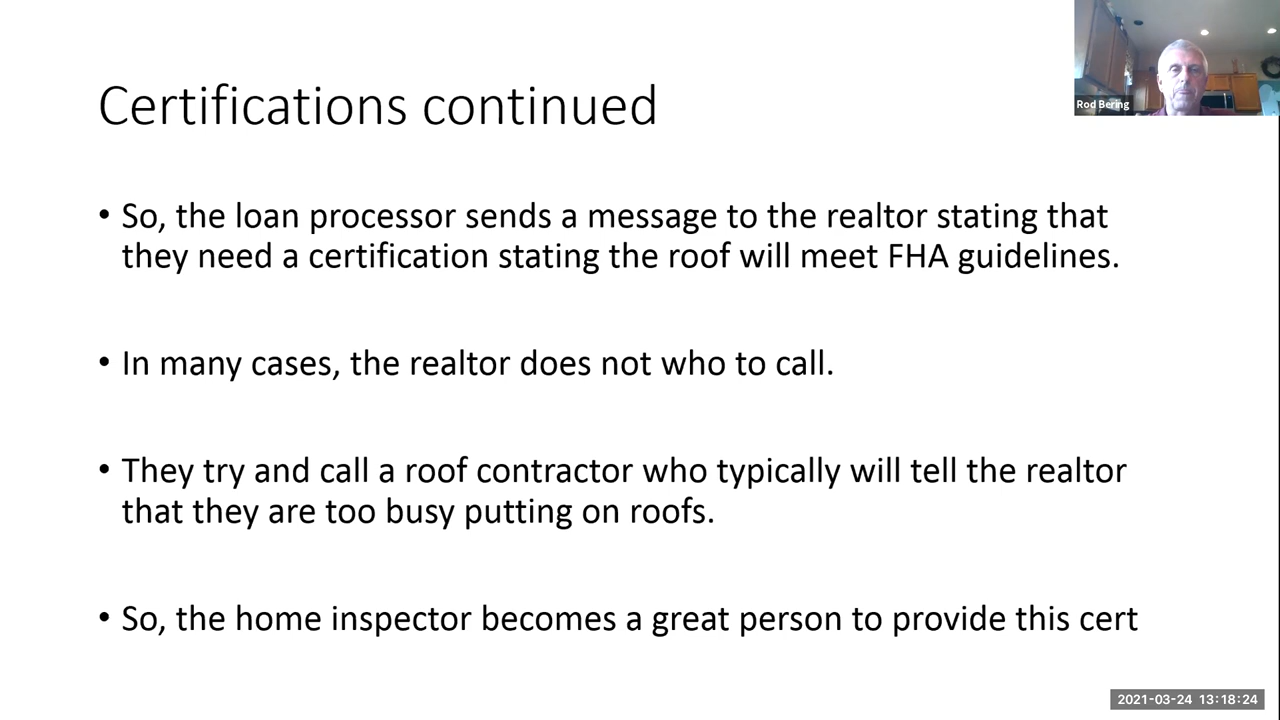 Certifications continued
Rod Bering
• So, the loan processor sends a message to the realtor stating that
they need a certification stating the roof will meet FHA guidelines.
• In many cases, the realtor does not who to call.
• They try and call a roof contractor who typically will tell the realtor
that they are too busy putting on roofs.
• So, the home inspector becomes a great person to provide this cert
2021-03-24 13:18:24